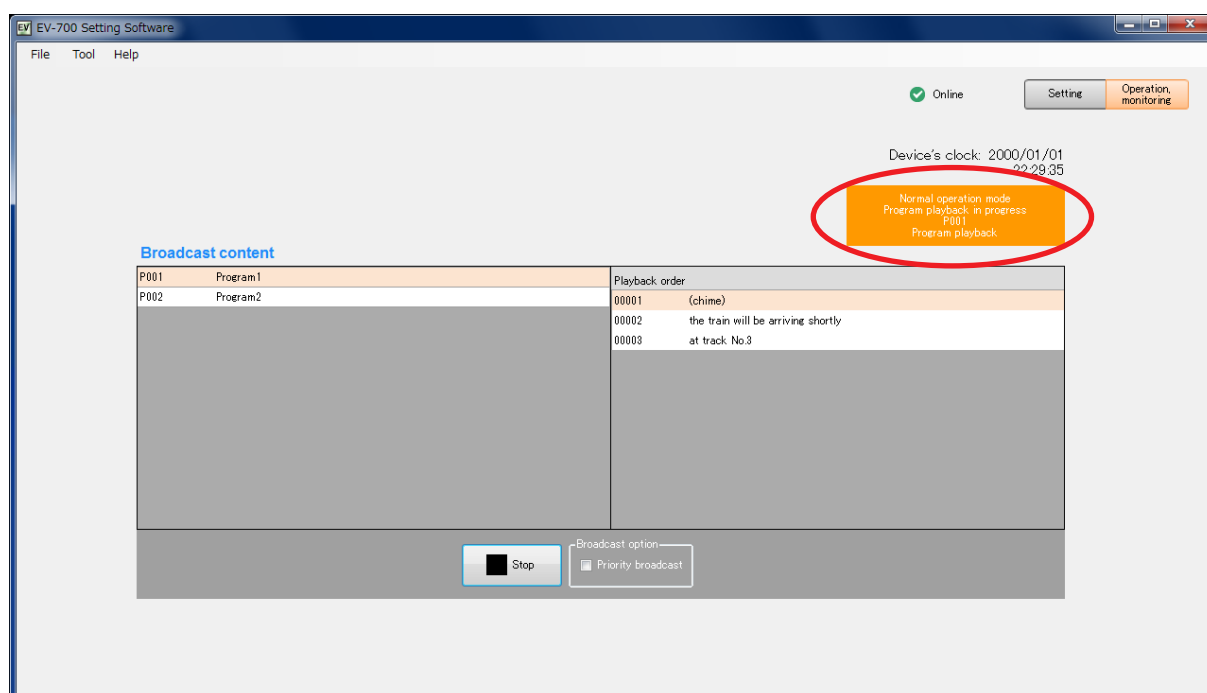 EV EV-700 Setting Software
File Tool Help
Online
Setting
Operation,
monitoring
Device's clock: 2000/01/01
22:29:35
Normal operation mode
Program playback in progress
P001
Program playback
Broadcast content
P001 Program1
P002 Program2
Playback order
00001 (chime)
00002 the train will be arriving shortly
00003 at track No.3
Stop
Broadcast option
Priority broadcast